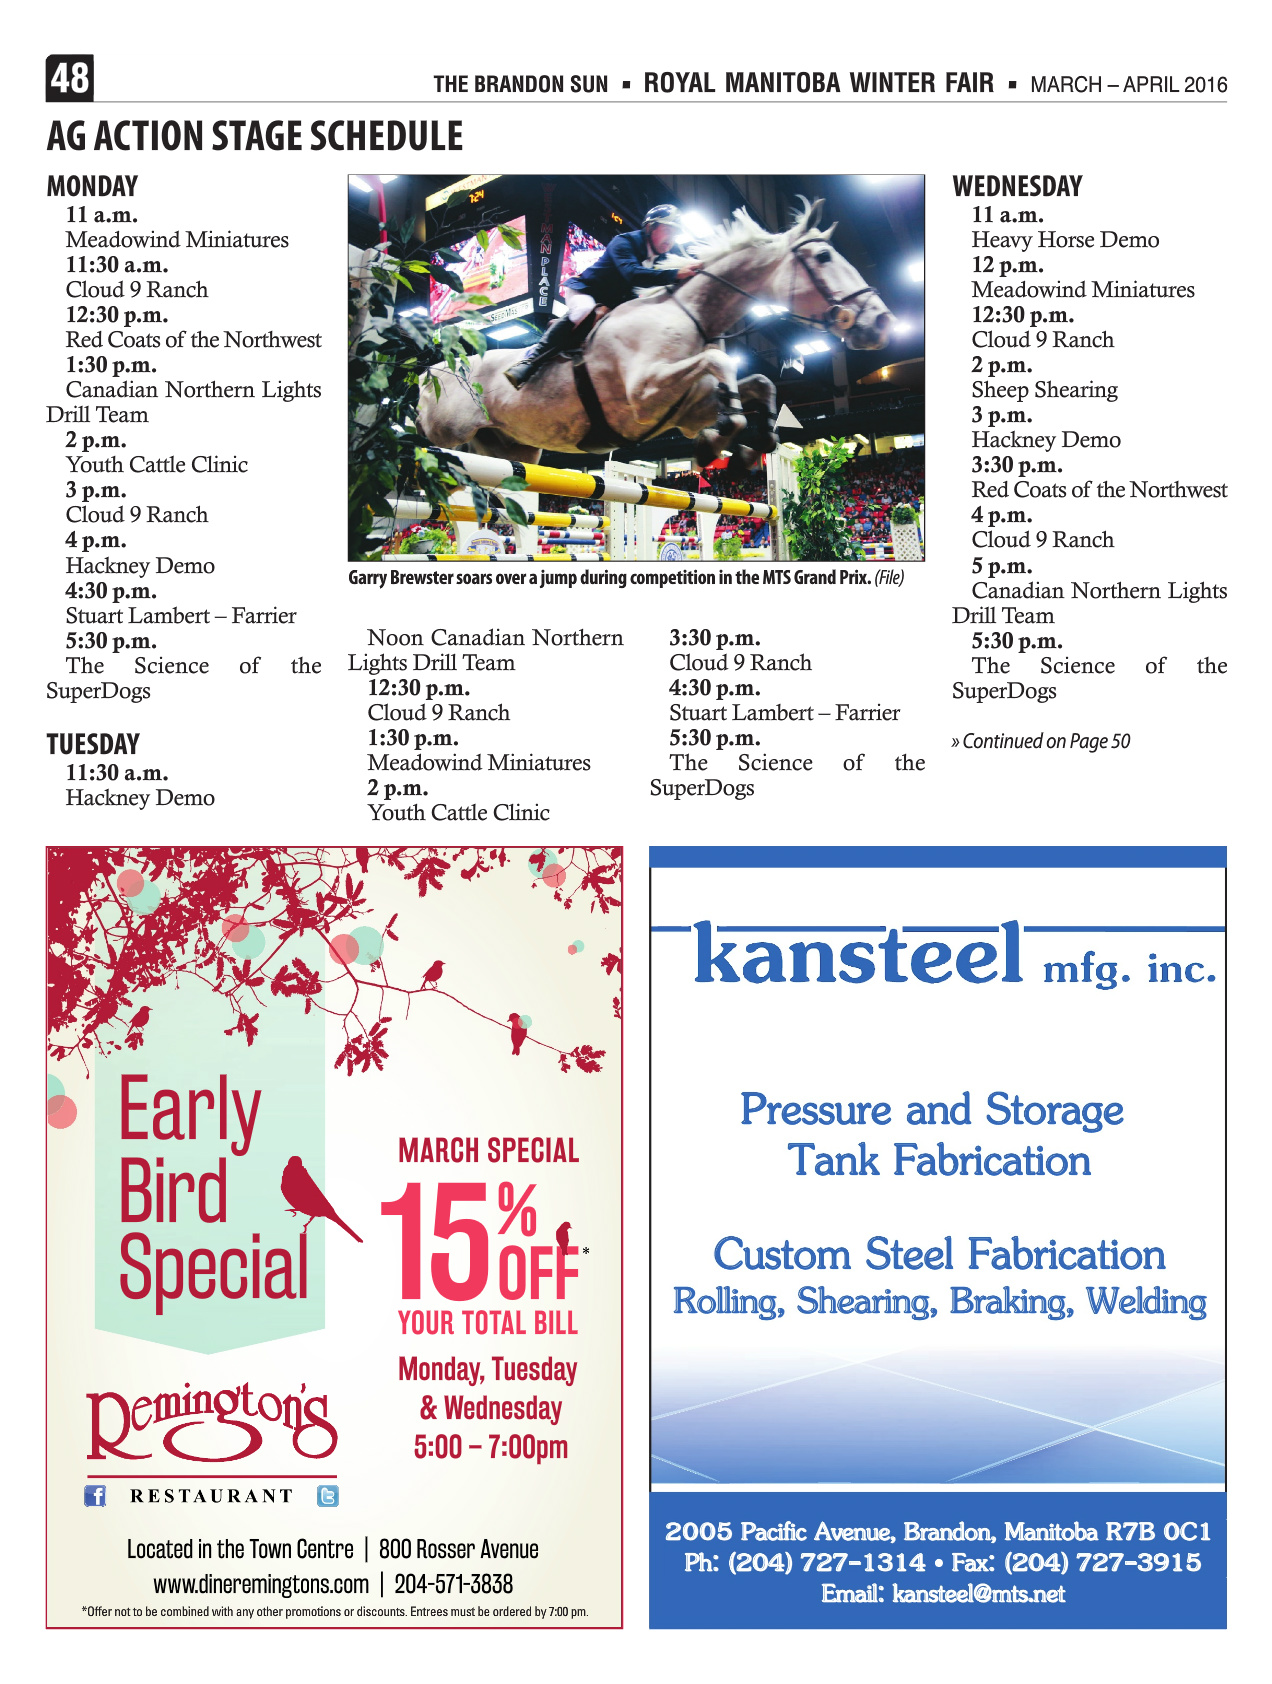 48
THE BRANDON SUN ▪ ROYAL MANITOBA WINTER FAIR ▪ MARCH – APRIL 2016
AG ACTION STAGE SCHEDULE
MONDAY
11 a.m.
Meadowind Miniatures
11:30 a.m.
Cloud 9 Ranch
12:30 p.m.
Red Coats of the Northwest
1:30 p.m.
Canadian Northern Lights
Drill Team
2 p.m.
Youth Cattle Clinic
3 p.m.
Cloud 9 Ranch
4 p.m.
Hackney Demo
4:30 p.m.
Stuart Lambert – Farrier
5:30 p.m.
The Science of the
SuperDogs
TUESDAY
11:30 a.m.
Hackney Demo
7:24
MAN PLACE
Garry Brewster soars over a jump during competition in the MTS Grand Prix. (File)
Noon Canadian Northern
Lights Drill Team
12:30 p.m.
Cloud 9 Ranch
1:30 p.m.
Meadowind Miniatures
2 p.m.
Youth Cattle Clinic
3:30 p.m.
Cloud 9 Ranch
4:30 p.m.
Stuart Lambert – Farrier
5:30 p.m.
The Science of the
SuperDogs
WEDNESDAY
11 a.m.
Heavy Horse Demo
12 p.m.
Meadowind Miniatures
12:30 p.m.
Cloud 9 Ranch
2 p.m.
Sheep Shearing
3 p.m.
Hackney Demo
3:30 p.m.
Red Coats of the Northwest
4 p.m.
Cloud 9 Ranch
5 p.m.
Canadian Northern Lights
Drill Team
5:30 p.m.
The Science of the
SuperDogs
» Continued on Page 50
Early
Bird
Special
MARCH SPECIAL
15% OFF*
YOUR TOTAL BILL
Monday, Tuesday
& Wednesday
5:00 – 7:00pm
Remington's
RESTAURANT
Located in the Town Centre | 800 Rosser Avenue
www.dineremingtons.com | 204-571-3838
*Offer not to be combined with any other promotions or discounts. Entrees must be ordered by 7:00 pm.
kansteel mfg. inc.
Pressure and Storage
Tank Fabrication
Custom Steel Fabrication
Rolling, Shearing, Braking, Welding
2005 Pacific Avenue, Brandon, Manitoba R7B 0C1
Ph: (204) 727-1314 • Fax: (204) 727-3915
Email: kansteel@mts.net